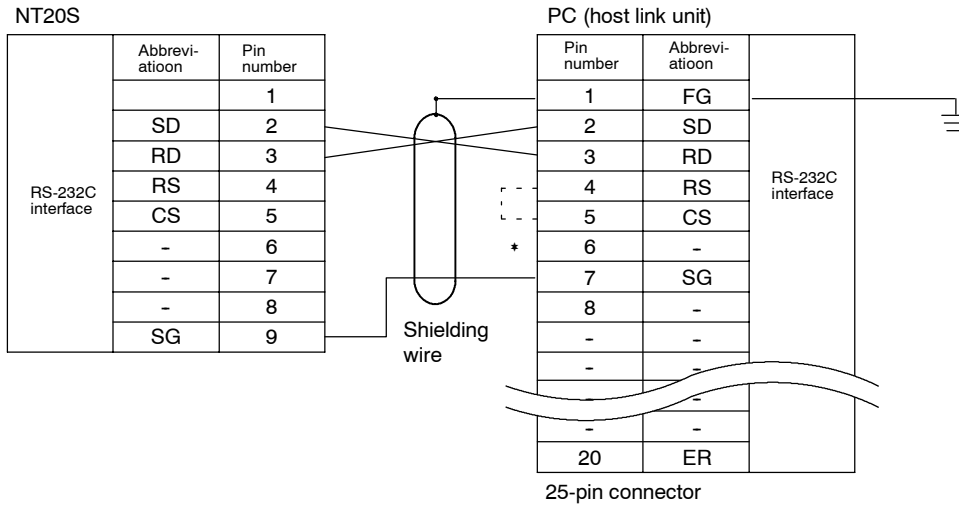 NT20S
PC (host link unit)
RS-232C
interface
Abbrevi-
atioon
Pin
number
1
SD 2
RD 3
RS 4
CS 5
- 6
- 7
- 8
SG 9
Shielding
wire
*
Pin
number
Abbrevi-
atioon
1 FG
2 SD
3 RD
4 RS
5 CS
6 -
7 SG
8 -
- -
- -
- -
- -
20 ER
RS-232C
interface
25-pin connector